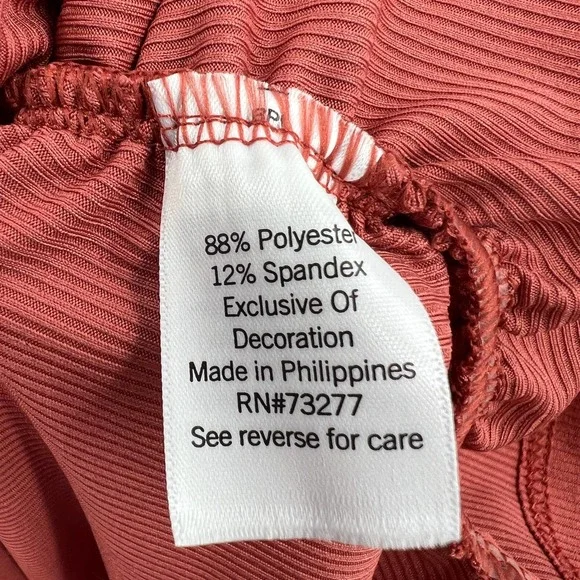 88% Polyester
12% Spandex
Exclusive Of
Decoration
Made in Philippines
RN#73277
See reverse for care